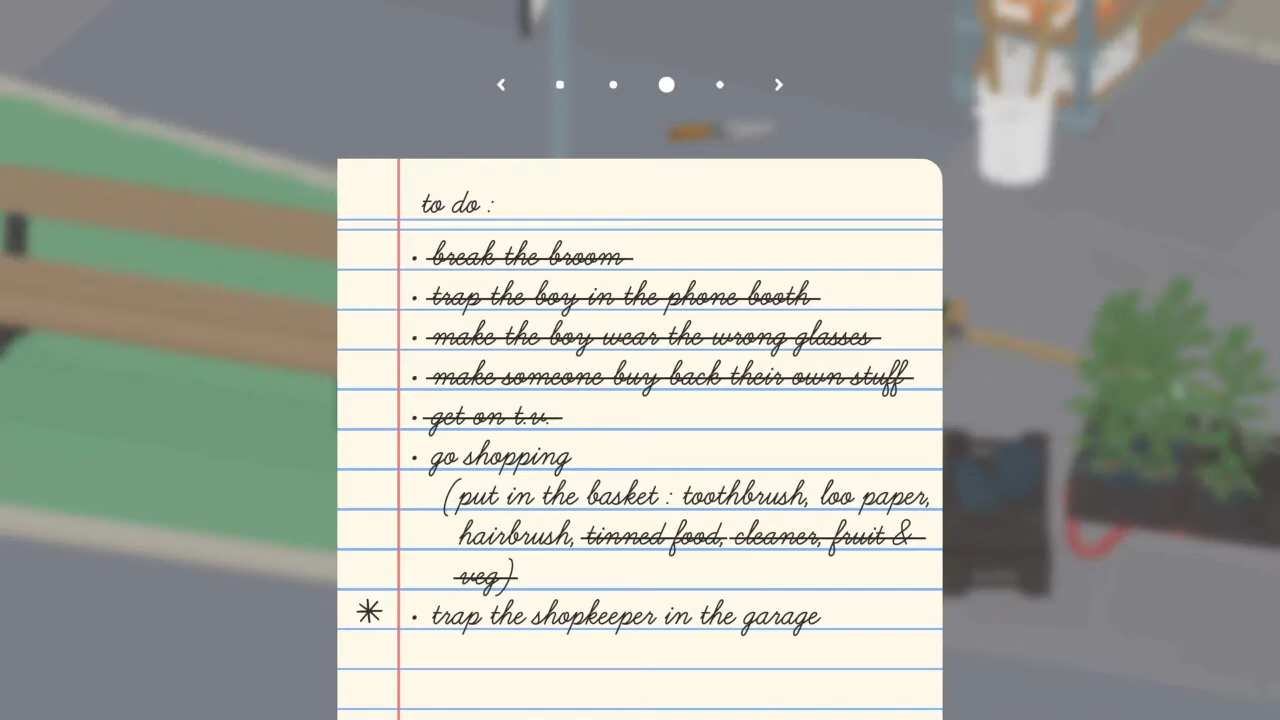 to do :
• break the broom
• trap the boy in the phone booth
• make the boy wear the wrong glasses
• make someone buy back their own stuff
• get on t.v.
• go shopping
(put in the basket : toothbrush, loo paper,
hairbrush, tinned food, cleaner, fruit &
veg)
• trap the shopkeeper in the garage